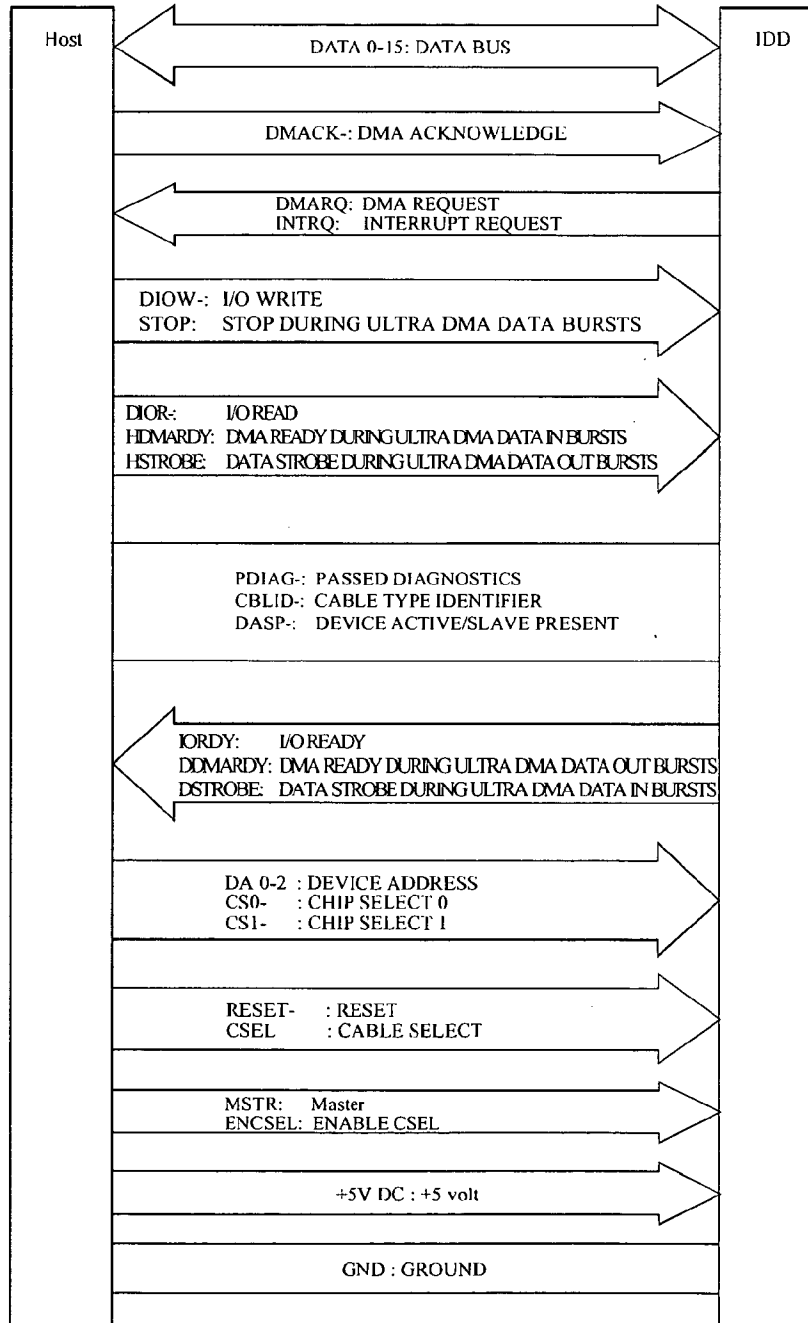 Host
IDD
DATA 0-15: DATA BUS
DMACK-: DMA ACKNOWLEDGE
DMARQ: DMA REQUEST
INTRQ: INTERRUPT REQUEST
DIOW-: I/O WRITE
STOP: STOP DURING ULTRA DMA DATA BURSTS
DIOR-: I/O READ
HDMARDY: DMA READY DURING ULTRA DMA DATA IN BURSTS
HSTROBE: DATA STROBE DURING ULTRA DMA DATA OUT BURSTS
PDIAG-: PASSED DIAGNOSTICS
CBLID-: CABLE TYPE IDENTIFIER
DASP-: DEVICE ACTIVE/SLAVE PRESENT
IORDY: I/O READY
DDMARDY: DMA READY DURING ULTRA DMA DATA OUT BURSTS
DSTROBE: DATA STROBE DURING ULTRA DMA DATA IN BURSTS
DA 0-2 : DEVICE ADDRESS
CS0- : CHIP SELECT 0
CS1- : CHIP SELECT 1
RESET- : RESET
CSEL : CABLE SELECT
MSTR: Master
ENCSEL: ENABLE CSEL
+5V DC : +5 volt
GND : GROUND